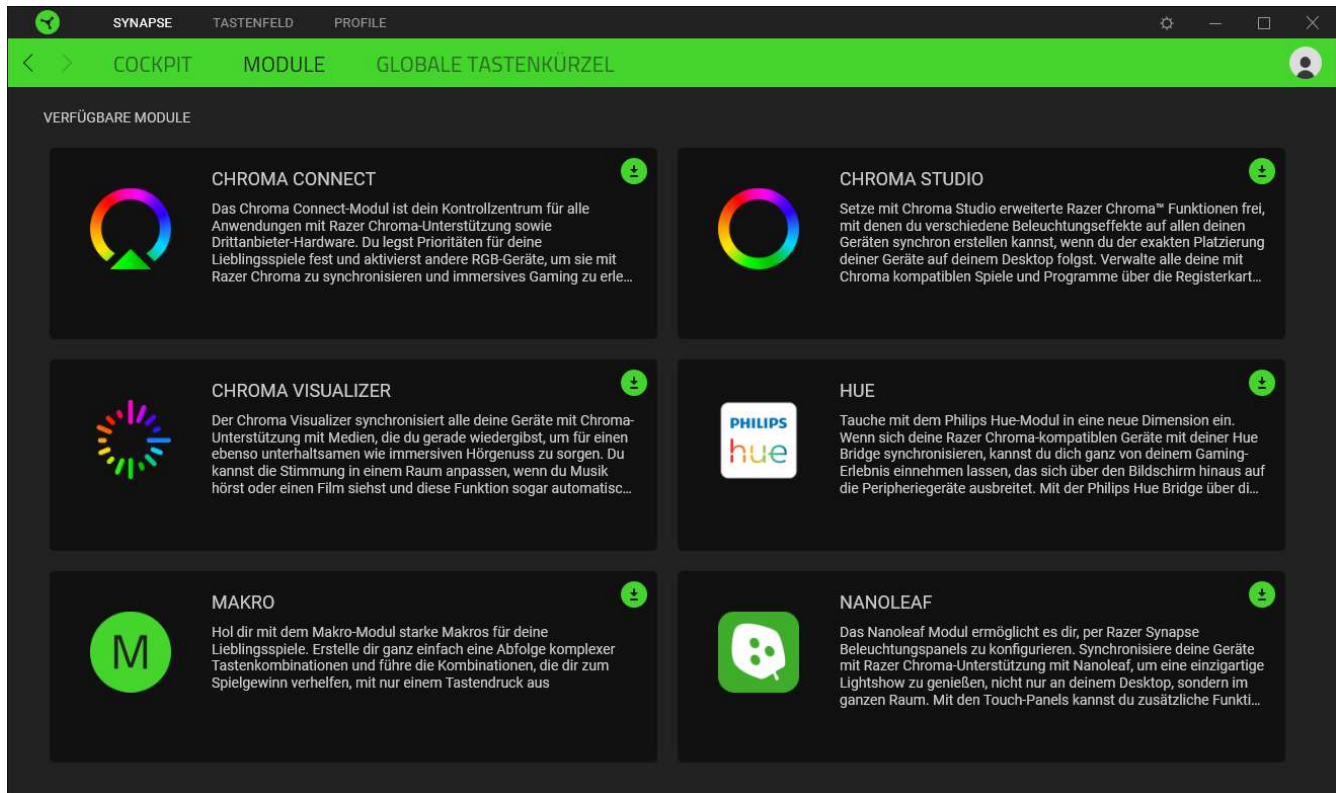 SYNAPSE TASTENFELD PROFILE
COCKPIT MODULE GLOBALE TASTENKÜRZEL
VERFÜGBARE MODULE
CHROMA CONNECT
Das Chroma Connect-Modul ist dein Kontrollzentrum für alle
Anwendungen mit Razer Chroma-Unterstützung sowie
Drittanbieter-Hardware. Du legst Prioritäten für deine
Lieblingsspiele fest und aktivierst andere RGB-Geräte, um sie mit
Razer Chroma zu synchronisieren und immersives Gaming zu erle...
CHROMA STUDIO
Setze mit Chroma Studio erweiterte Razer Chroma™ Funktionen frei,
mit denen du verschiedene Beleuchtungseffekte auf allen deinen
Geräten synchron erstellen kannst, wenn du der exakten Platzierung
deiner Geräte auf deinem Desktop folgst. Verwalte alle deine mit
Chroma kompatiblen Spiele und Programme über die Registerkart...
CHROMA VISUALIZER
Der Chroma Visualizer synchronisiert alle deine Geräte mit Chroma-
Unterstützung mit Medien, die du gerade wiedergibst, um für einen
ebenso unterhaltsamen wie immersiven Hörgenuss zu sorgen. Du
kannst die Stimmung in einem Raum anpassen, wenn du Musik
hörst oder einen Film siehst und diese Funktion sogar automatisc...
PHILIPS
hue
HUE
Tauche mit dem Philips Hue-Modul in eine neue Dimension ein.
Wenn sich deine Razer Chroma-kompatiblen Geräte mit deiner Hue
Bridge synchronisieren, kannst du dich ganz von deinem Gaming-
Erlebnis einnehmen lassen, das sich über den Bildschirm hinaus auf
die Peripheriegeräte ausbreitet. Mit der Philips Hue Bridge über di...
M
MAKRO
Hol dir mit dem Makro-Modul starke Makros für deine
Lieblingsspiele. Erstelle dir ganz einfach eine Abfolge komplexer
Tastenkombinationen und führe die Kombinationen, die dir zum
Spielgewinn verhelfen, mit nur einem Tastendruck aus
NANOLEAF
Das Nanoleaf Modul ermöglicht es dir, per Razer Synapse
Beleuchtungspanels zu konfigurieren. Synchronisiere deine Geräte
mit Razer Chroma-Unterstützung mit Nanoleaf, um eine einzigartige
Lightshow zu genießen, nicht nur an deinem Desktop, sondern im
ganzen Raum. Mit den Touch-Panels kannst du zusätzliche Funkti...